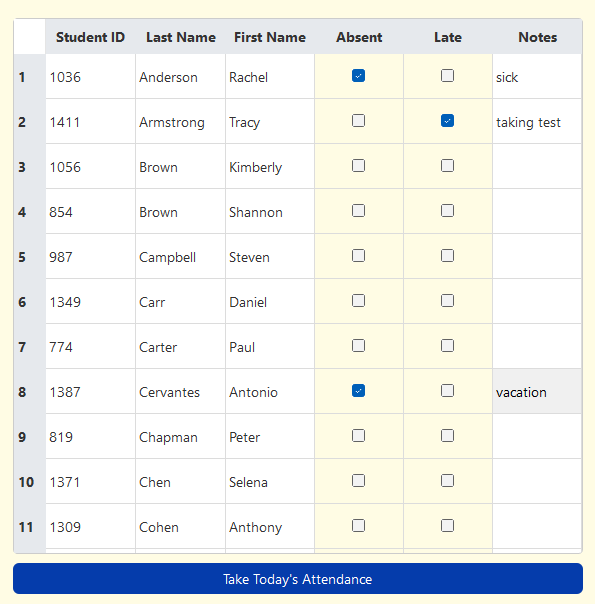 Student ID Last Name First Name Absent Late Notes
1 1036 Anderson Rachel sick
2 1411 Armstrong Tracy taking test
3 1056 Brown Kimberly
4 854 Brown Shannon
5 987 Campbell Steven
6 1349 Carr Daniel
7 774 Carter Paul
8 1387 Cervantes Antonio vacation
9 819 Chapman Peter
10 1371 Chen Selena
11 1309 Cohen Anthony
Take Today's Attendance